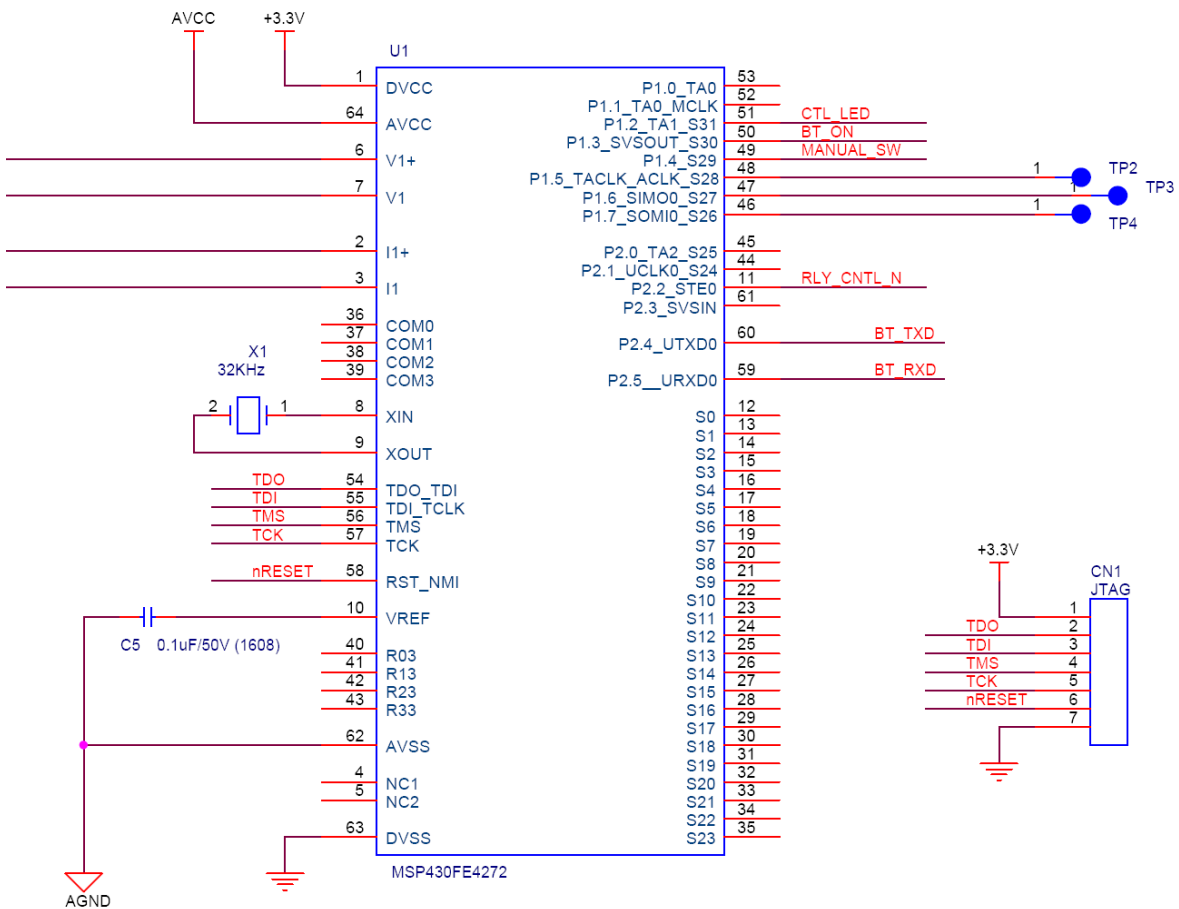 AVCC +3.3V
U1
1 DVCC P1.0_TA0 53
P1.1_TA0_MCLK 52
64 AVCC P1.2_TA1_S31 51 CTL_LED
P1.3_SVSOUT_S30 50 BT_ON
6 V1+ P1.4_S29 49 MANUAL_SW
P1.5_TACLK_ACLK_S28 48 1 TP2
7 V1 P1.6_SIMO0_S27 47 1 TP3
P1.7_SOMI0_S26 46 1 TP4
2 I1+ P2.0_TA2_S25 45
P2.1_UCLK0_S24 44
3 I1 P2.2_STE0 11 RLY_CNTL_N
P2.3_SVSIN 61
36 COM0
37 COM1 P2.4_UTXD0 60 BT_TXD
38 COM2
39 COM3 P2.5__URXD0 59 BT_RXD
X1
32KHz
2 1 8 XIN S0 12
S1 13
9 XOUT S2 14
S3 15
TDO 54 TDO_TDI S4 16
TDI 55 TDI_TCLK S5 17
TMS 56 TMS S6 18
TCK 57 TCK S7 19
S8 20
nRESET 58 RST_NMI S9 21
S10 22
10 VREF S11 23
S12 24
C5 0.1uF/50V (1608)
40 R03 S13 25
41 R13 S14 26
42 R23 S15 27
43 R33 S16 28
S17 29
62 AVSS S18 30
S19 31
4 NC1 S20 32
5 NC2 S21 33
S22 34
63 DVSS S23 35
MSP430FE4272
AGND
+3.3V
CN1
JTAG
1
TDO 2
TDI 3
TMS 4
TCK 5
nRESET 6
7